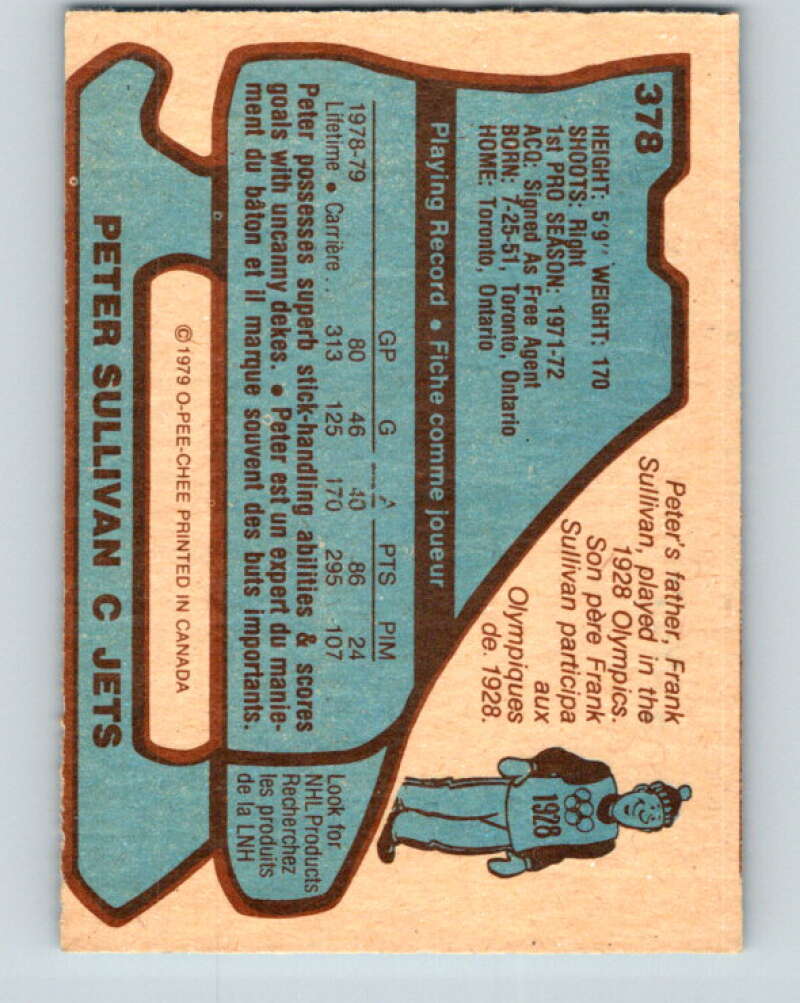 378
HEIGHT: 5'9" WEIGHT: 170
SHOOTS: Right
1st PRO SEASON: 1971-72
ACQ: Signed As Free Agent
BORN: 7-25-51, Toronto, Ontario
HOME: Toronto, Ontario
Peter's father, Frank
Sullivan, played in the
1928 Olympics.
Son père Frank
Sullivan participa
aux
Olympiques
de 1928.
1928
Playing Record • Fiche comme joueur
GP G A PTS PIM
1978-79 80 46 40 86 24
Lifetime • Carrière ... 313 125 170 295 107
Peter possesses superb stick-handling abilities & scores
goals with uncanny dekes. • Peter est un expert du manie-
ment du bâton et il marque souvent des buts importants.
Look for
NHL Products
Recherchez
les produits
de la LNH
© 1979 O-PEE-CHEE PRINTED IN CANADA
PETER SULLIVAN C JETS